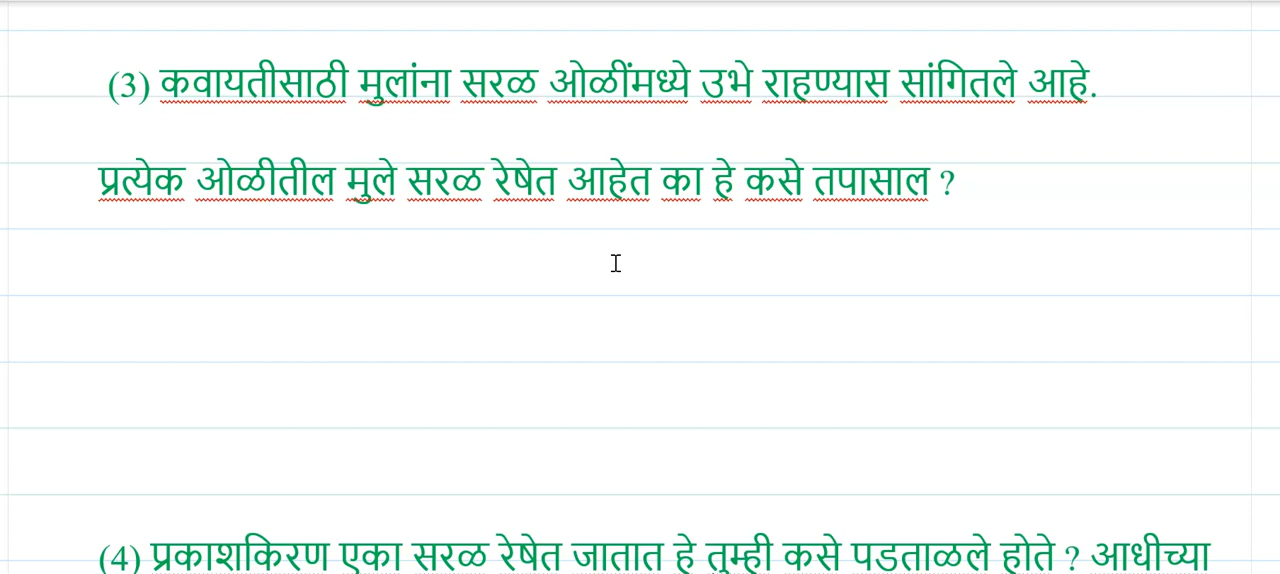 (3) कवायतीसाठी मुलांना सरळ ओळींमध्ये उभे राहण्यास सांगितले आहे.
प्रत्येक ओळीतील मुले सरळ रेषेत आहेत का हे कसे तपासाल ?
(4) प्रकाशकिरण एका सरळ रेषेत जातात हे तुम्ही कसे पडताळले होते ? आधीच्या